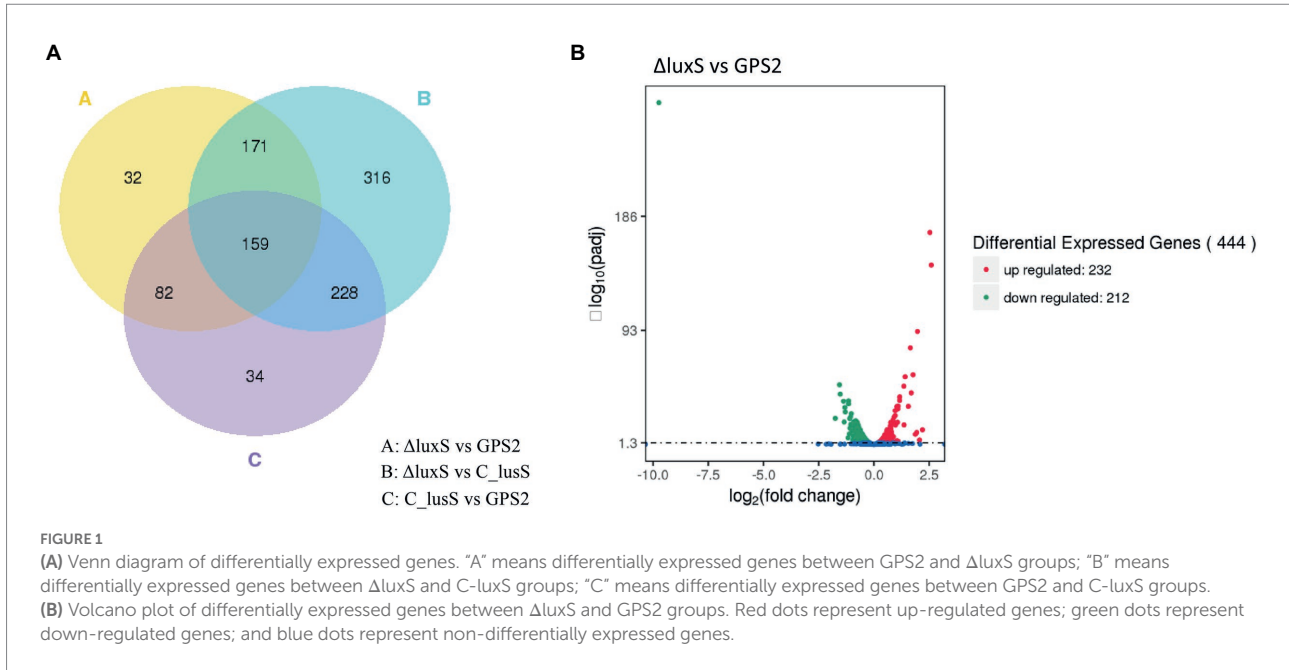 A
A
B
171
32
316
159
82
228
34
C
A: ΔluxS vs GPS2
B: ΔluxS vs C_lusS
C: C_lusS vs GPS2
B
ΔluxS vs GPS2
186
93
1.3
□ log10(padj)
-10.0 -7.5 -5.0 -2.5 0.0 2.5
log2(fold change)
Differential Expressed Genes ( 444 )
up regulated: 232
down regulated: 212
FIGURE 1
(A) Venn diagram of differentially expressed genes. “A” means differentially expressed genes between GPS2 and ΔluxS groups; “B” means
differentially expressed genes between ΔluxS and C-luxS groups; “C” means differentially expressed genes between GPS2 and C-luxS groups.
(B) Volcano plot of differentially expressed genes between ΔluxS and GPS2 groups. Red dots represent up-regulated genes; green dots represent
down-regulated genes; and blue dots represent non-differentially expressed genes.